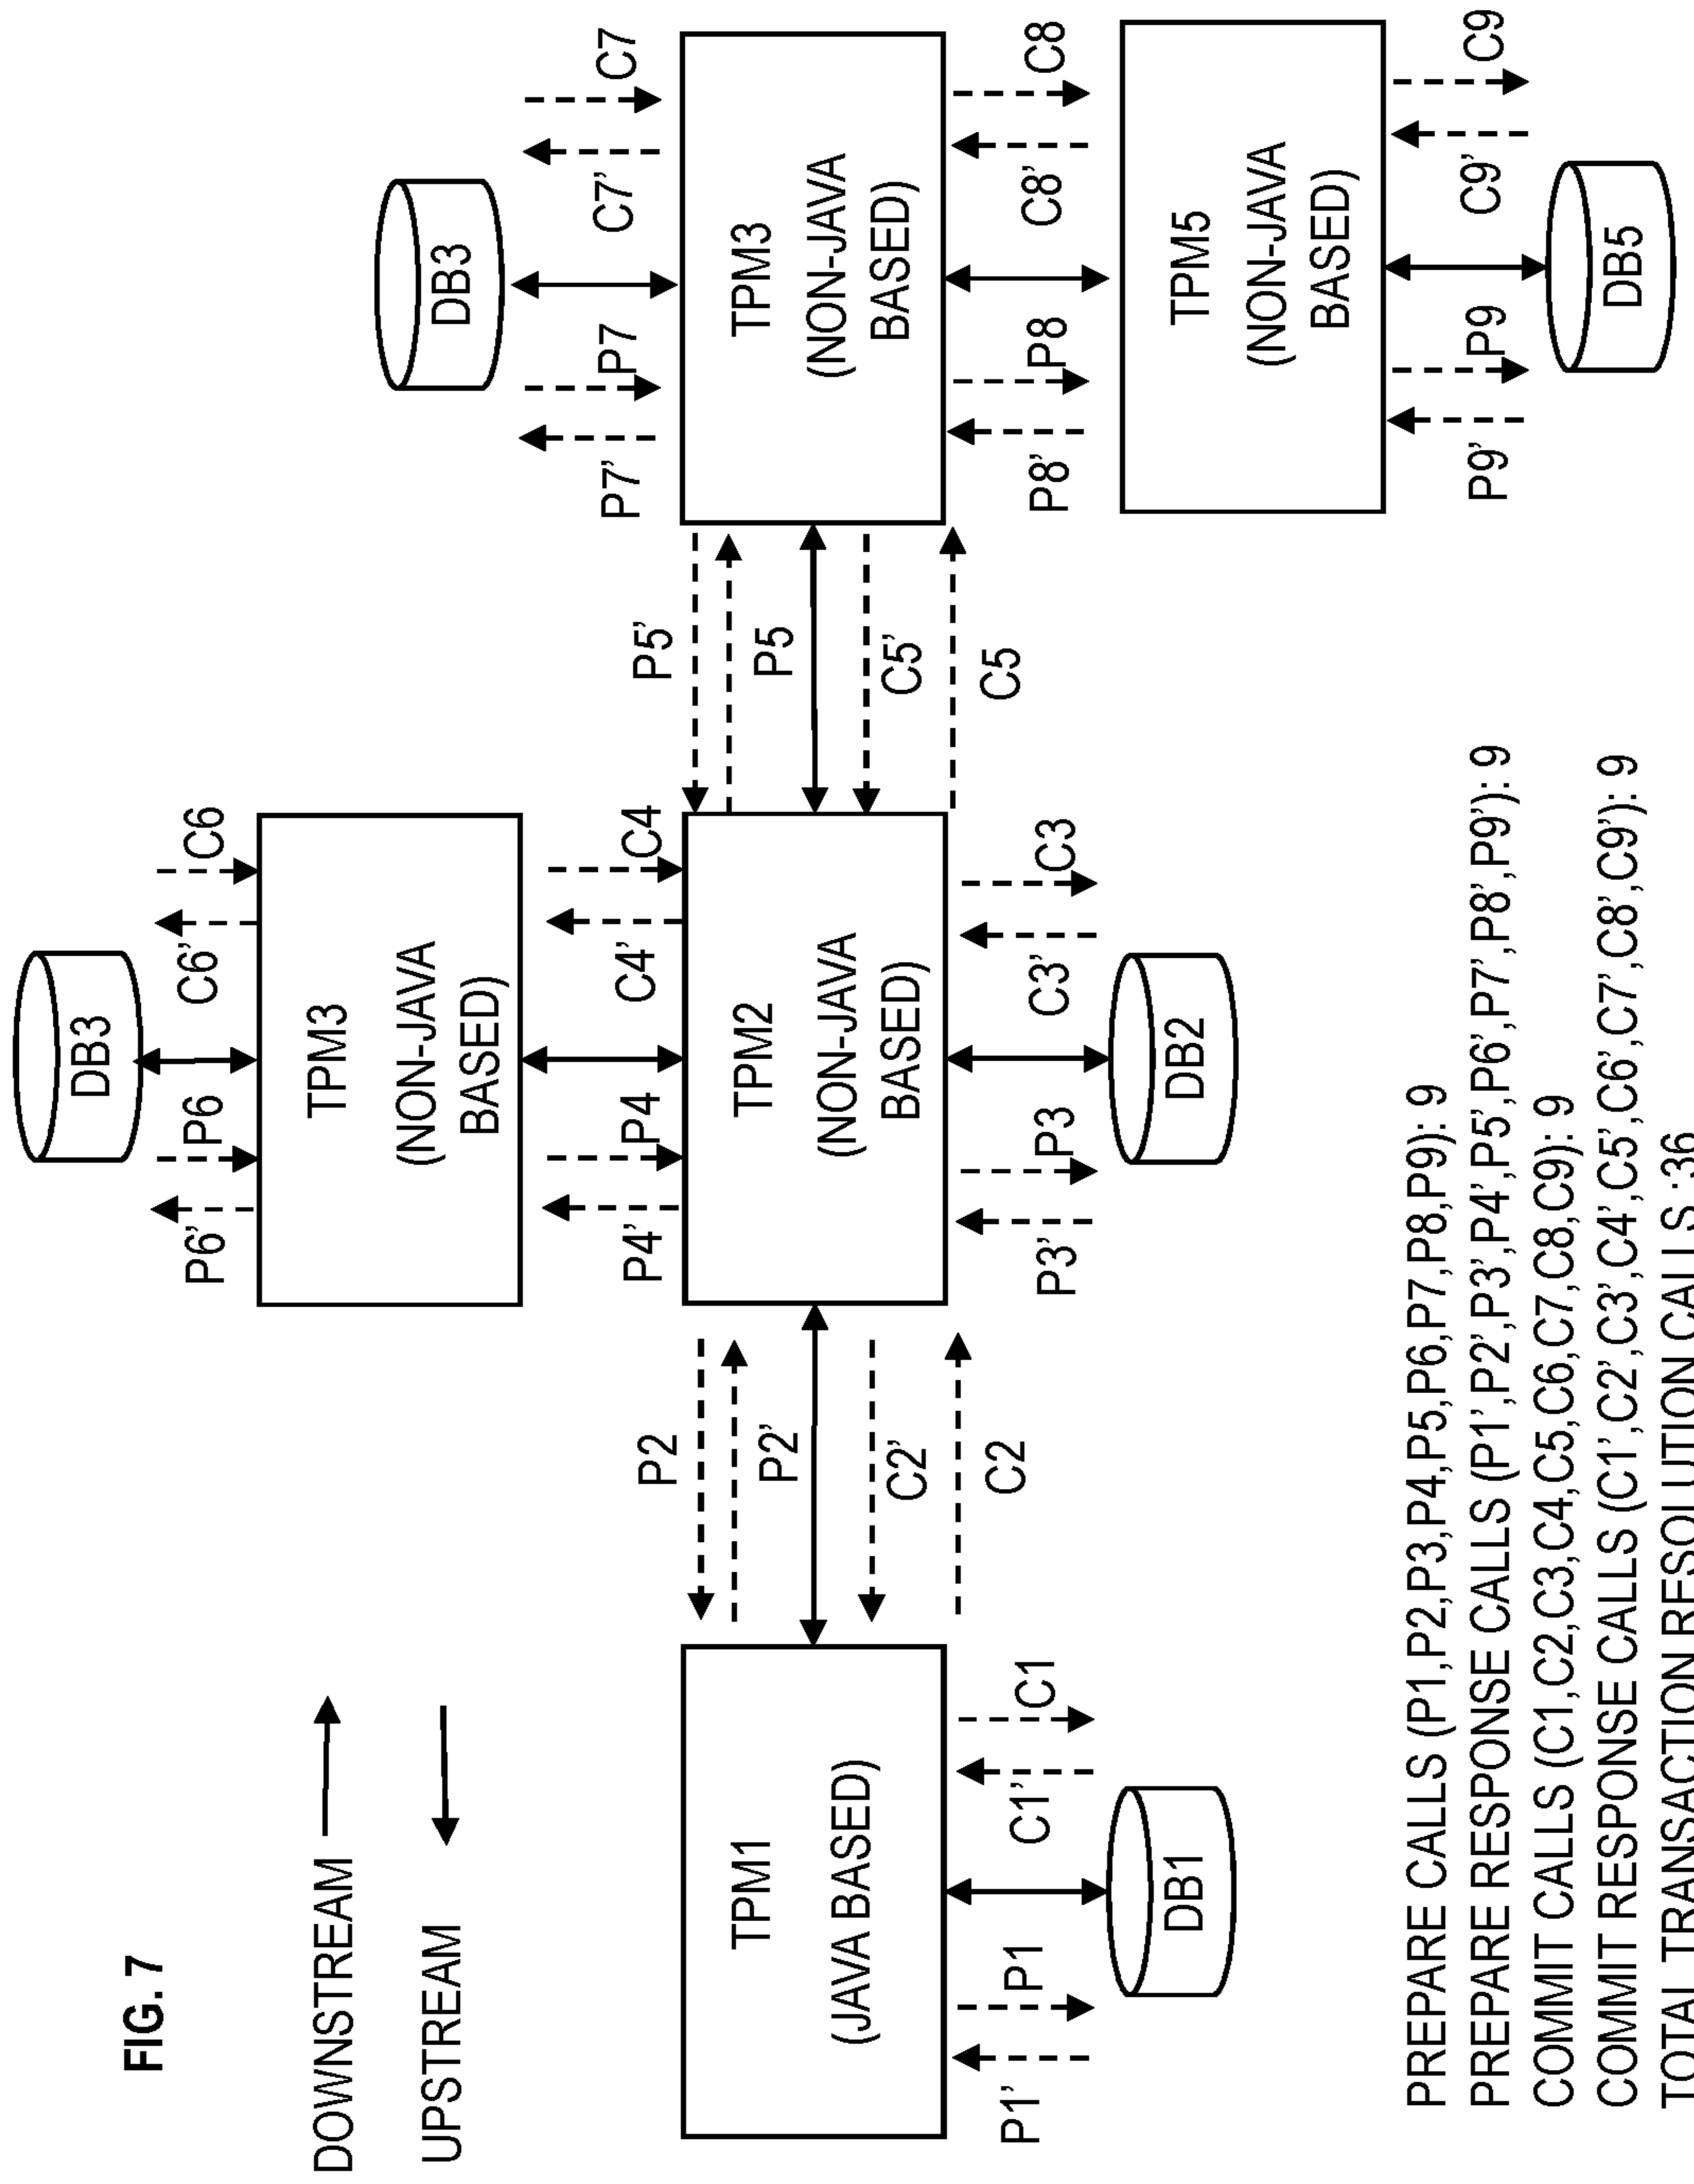 FIG. 7
DOWNSTREAM
UPSTREAM
DB3
P6'
P6
C6'
C6
TPM3
(NON-JAVA
BASED)
P4'
P4
C4'
C4
DB3
P7'
P7
C7'
C7
TPM1
(JAVA BASED)
P2
P2'
C2'
C2
TPM2
(NON-JAVA
BASED)
P5'
P5
C5'
C5
TPM3
(NON-JAVA
BASED)
P1'
P1
C1'
C1
DB1
P3'
P3
C3'
C3
DB2
P8'
P8
C8'
C8
TPM5
(NON-JAVA
BASED)
P9'
P9
C9'
C9
DB5
PREPARE CALLS (P1,P2,P3,P4,P5,P6,P7,P8,P9): 9
PREPARE RESPONSE CALLS (P1',P2',P3',P4',P5',P6',P7',P8',P9'): 9
COMMIT CALLS (C1,C2,C3,C4,C5,C6,C7,C8,C9): 9
COMMIT RESPONSE CALLS (C1',C2',C3',C4',C5',C6',C7',C8',C9'): 9
TOTAL TRANSACTION RESOLUTION CALLS :36